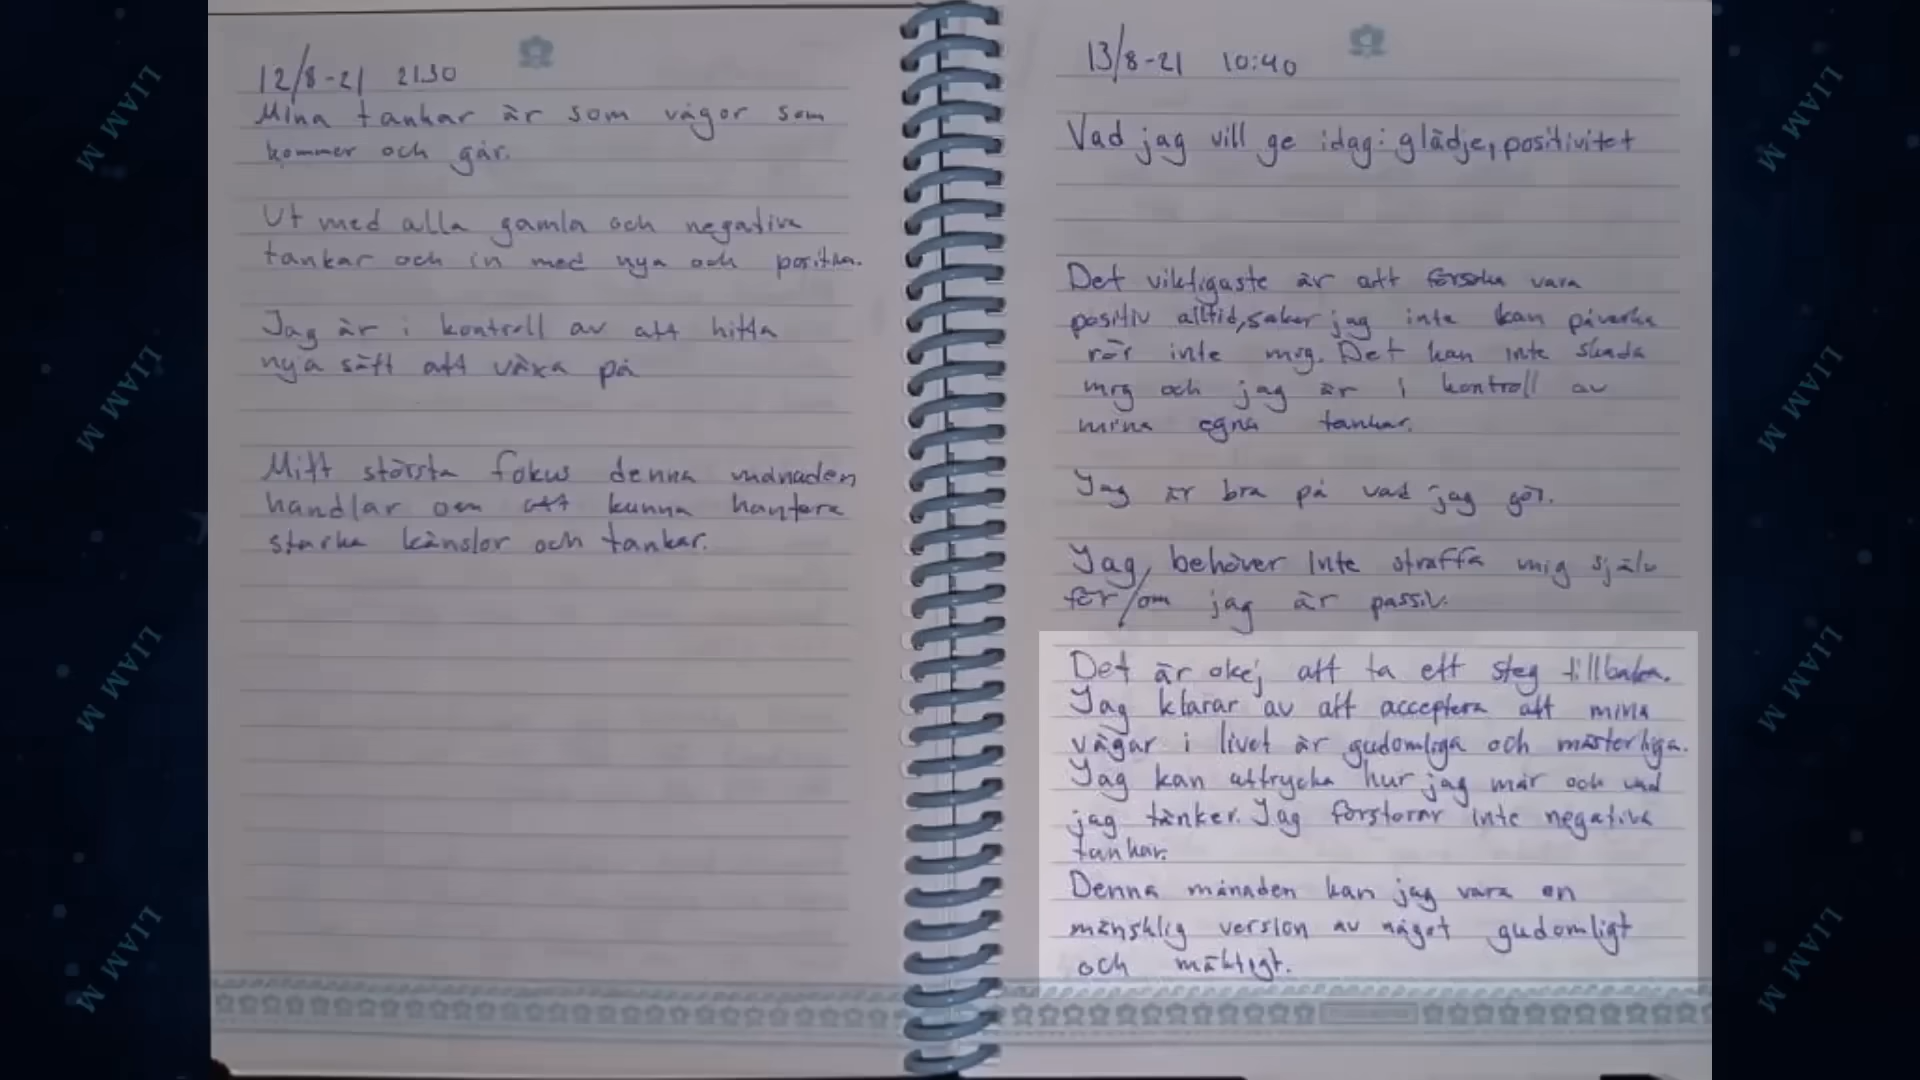 12/8-21 21.30
Mina tankar är som vågor som
kommer och går.
Ut med alla gamla och negativa
tankar och in med nya och positiva.
Jag är i kontroll av att hitta
nya sätt att växa på
Mitt största fokus denna månaden
handlar om att kunna hantera
starka känslor och tankar.
13/8-21 10:40
Vad jag vill ge idag: glädje, positivitet
Det viktigaste är att försöka vara
positiv alltid, saker jag inte kan påverka
rör inte mig. Det kan inte skada
mig och jag är i kontroll av
mina egna tankar.
Jag är bra på vad jag gör.
Jag behöver inte straffa mig själv
för/om jag är passiv.
Det är okej att ta ett steg tillbaka.
Jag klarar av att acceptera att mina
vägar i livet är gudomliga och mästerliga.
Jag kan uttrycka hur jag mår och vad
jag tänker. Jag förstorar inte negativa
tankar.
Denna månaden kan jag vara en
mänsklig version av något gudomligt
och mäktigt.
LIAM M
LIAM M
LIAM M
LIAM M
LIAM M
LIAM M
LIAM M
LIAM M